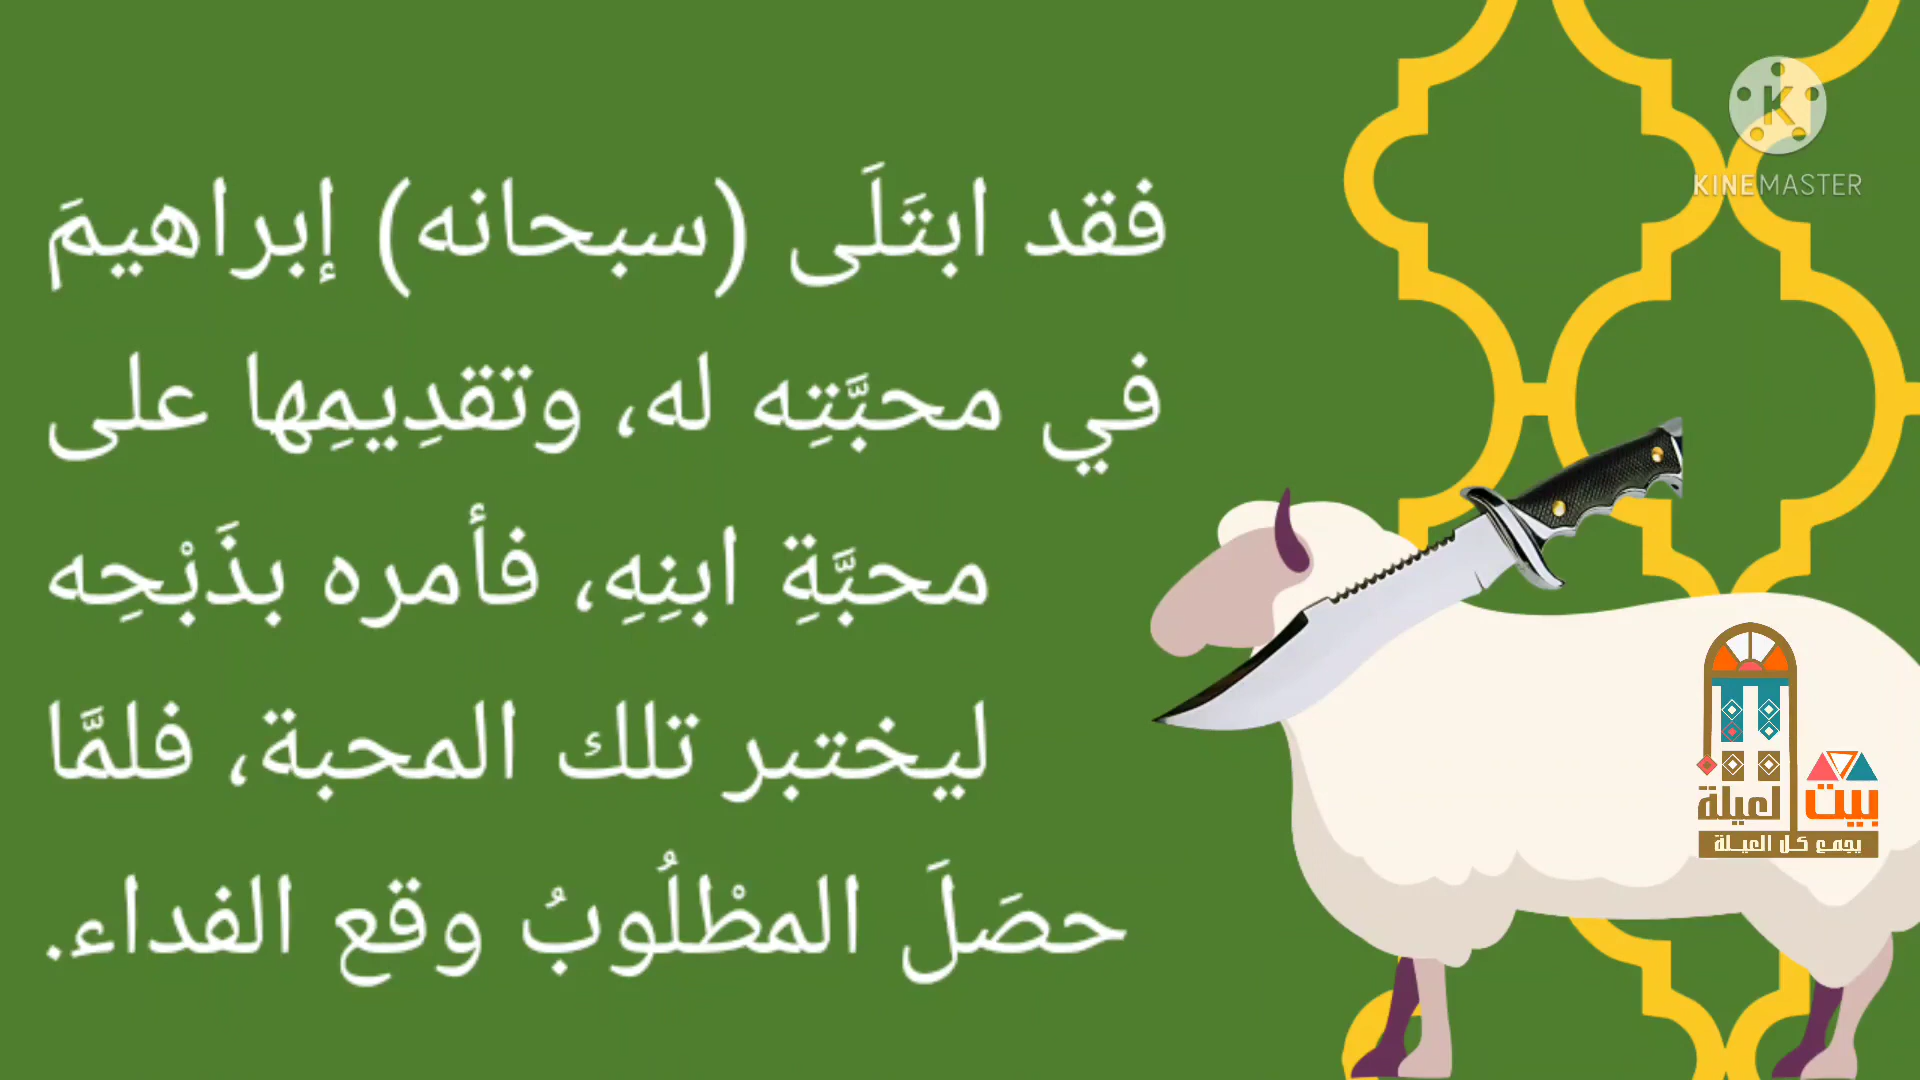 فقد ابتَلَى (سبحانه) إبراهيمَ
في محبَّتِه له، وتقدِيمِها على
محبَّةِ ابنِهِ، فأمره بذَبْحِه
ليختبر تلك المحبة، فلمَّا
حصَلَ المطْلُوبُ وقع الفداء.
KINEMASTER
بيت لعيلة
يجمع كل العيلة